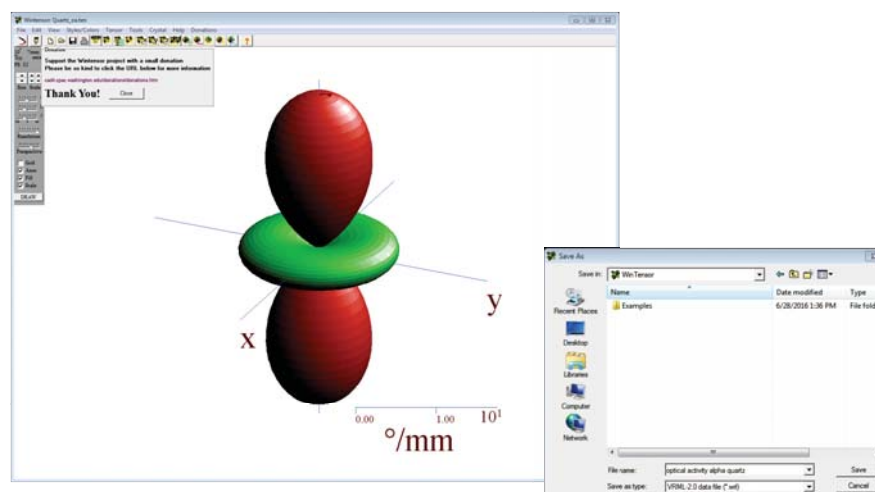 Wintensor Quartz_oa.ten
File Edit View Styles/Colors Tensor Tools Crystal Help Donations
Donation
Support the Wintensor project with a small donation
Please be so kind to click the URL below for more information
Thank You!
Close
Perspective
Grid
Axes
Fill
Scale
DRAW
y
x
0.00 1.00 10¹
°/mm
Save As
Save in: WinTensor
Name Date modified Type
Examples 6/28/2016 1:36 PM File fold
Recent Places
Desktop
Libraries
Computer
Network
File name: optical activity alpha quartz Save
Save as type: VRML-2.0 data file (*.wrl) Cancel